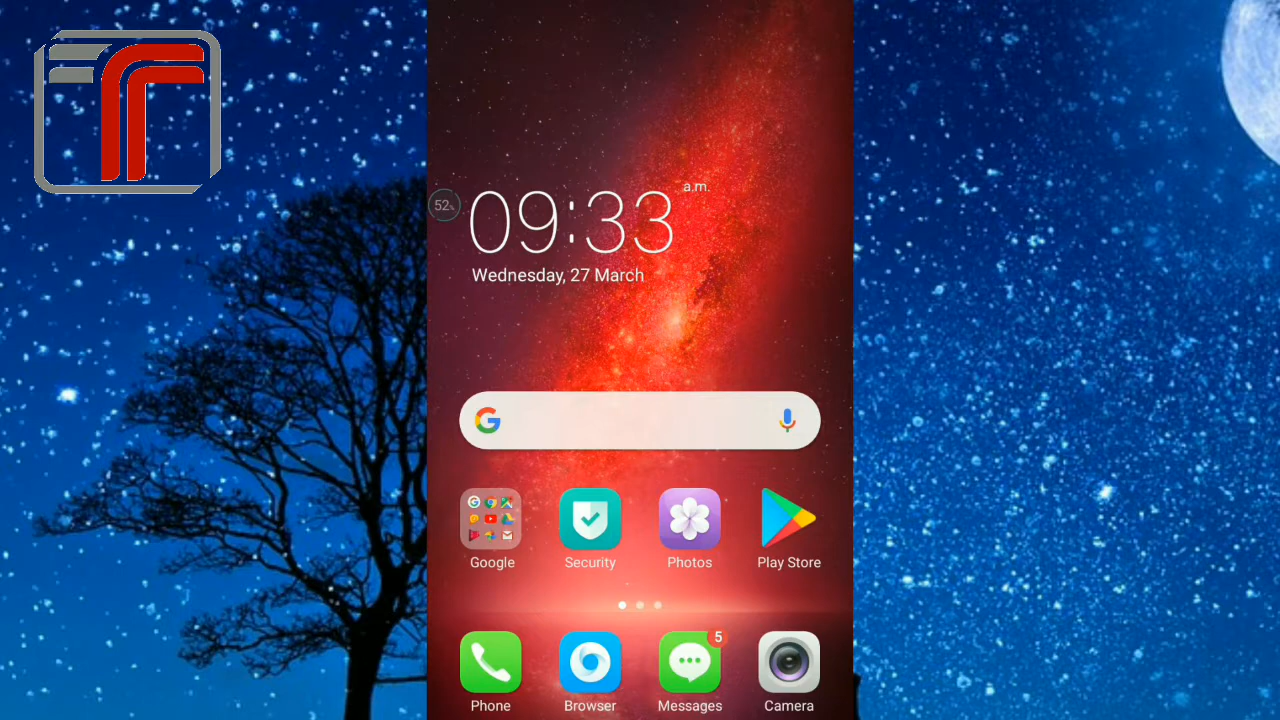 a.m.
52%
09:33
Wednesday, 27 March
Google
Security
Photos
Play Store
5
Phone
Browser
Messages
Camera